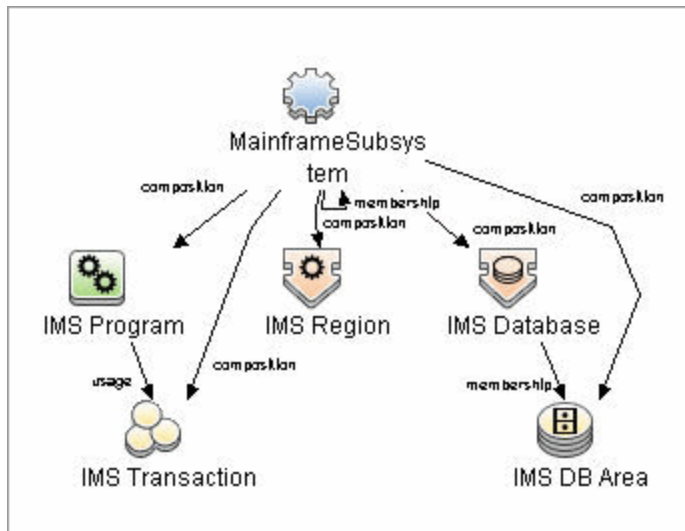 MainframeSubsys
tem
composition
membership
composition
composition
composition
IMS Program
IMS Region
IMS Database
usage
composition
membership
IMS Transaction
IMS DB Area